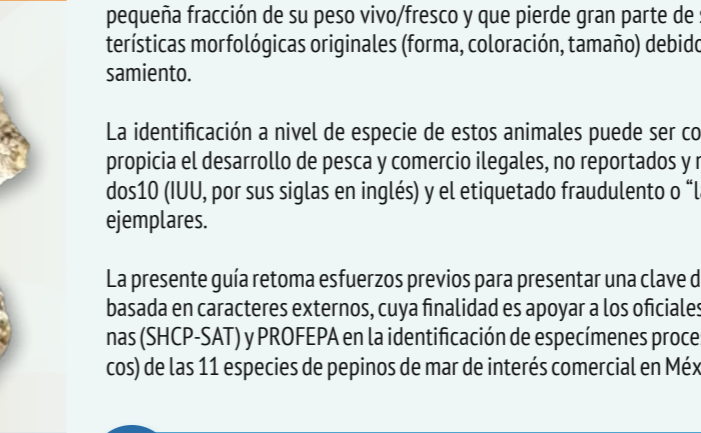 pequeña fracción de su peso vivo/fresco y que pierde gran parte de
terísticas morfológicas originales (forma, coloración, tamaño) debido
samiento.
La identificación a nivel de especie de estos animales puede ser
propicia el desarrollo de pesca y comercio ilegales, no reportados y
dos10 (IUU, por sus siglas en inglés) y el etiquetado fraudulento o
ejemplares.
La presente guía retoma esfuerzos previos para presentar una clave
basada en caracteres externos, cuya finalidad es apoyar a los oficiales
nas (SHCP-SAT) y PROFEPA en la identificación de especímenes
cos) de las 11 especies de pepinos de mar de interés comercial en